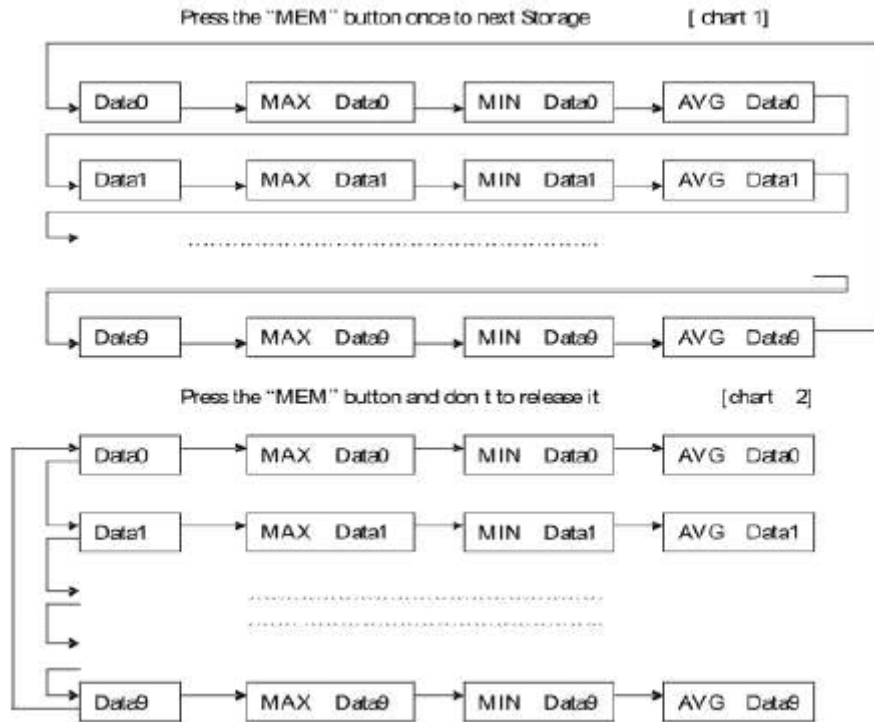 Press the "MEM" button once to next Storage [ chart 1]
Data0 MAX Data0 MIN Data0 AVG Data0
Data1 MAX Data1 MIN Data1 AVG Data1
Data9 MAX Data9 MIN Data9 AVG Data9
Press the "MEM" button and don t to release it [chart 2]
Data0 MAX Data0 MIN Data0 AVG Data0
Data1 MAX Data1 MIN Data1 AVG Data1
Data9 MAX Data9 MIN Data9 AVG Data9